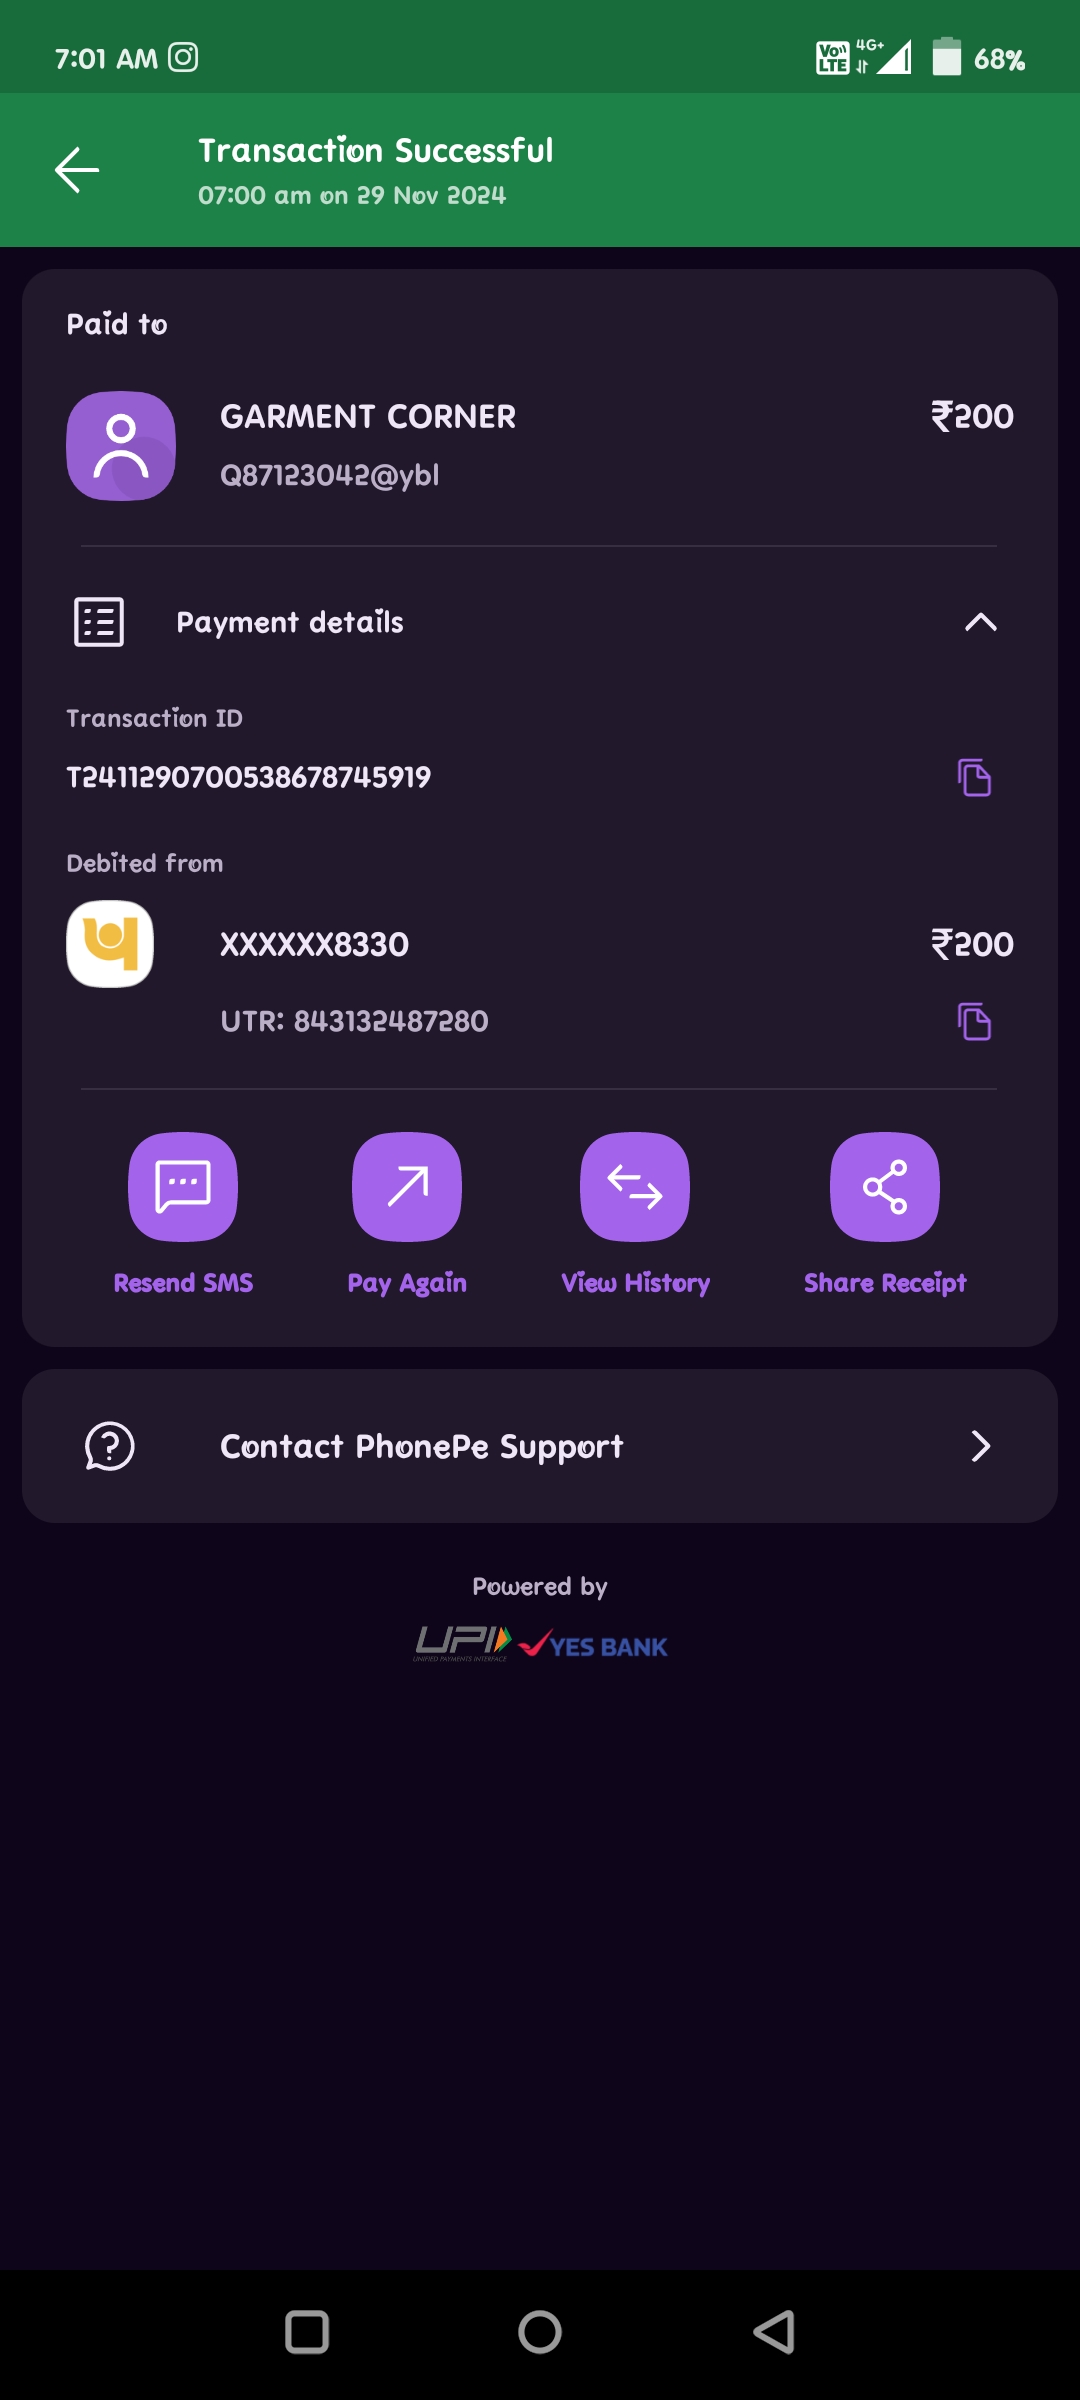 7:01 AM Vo)) LTE 4G+ 68%
Transaction Successful
07:00 am on 29 Nov 2024
Paid to
GARMENT CORNER ₹200
Q87123042@ybl
Payment details
Transaction ID
T2411290700538678745919
Debited from
XXXXXX8330 ₹200
UTR: 843132487280
Resend SMS Pay Again View History Share Receipt
Contact PhonePe Support
Powered by
UPI YES BANK
UNIFIED PAYMENTS INTERFACE